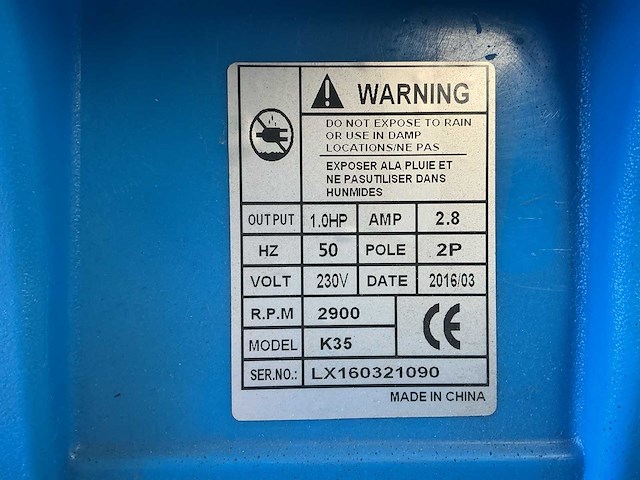 WARNING
DO NOT EXPOSE TO RAIN
OR USE IN DAMP
LOCATIONS/NE PAS
EXPOSER ALA PLUIE ET
NE PASUTILISER DANS
HUNMIDES
OUTPUT 1.0HP AMP 2.8
HZ 50 POLE 2P
VOLT 230V DATE 2016/03
R.P.M 2900
CE
MODEL K35
SER.NO.: LX160321090
MADE IN CHINA